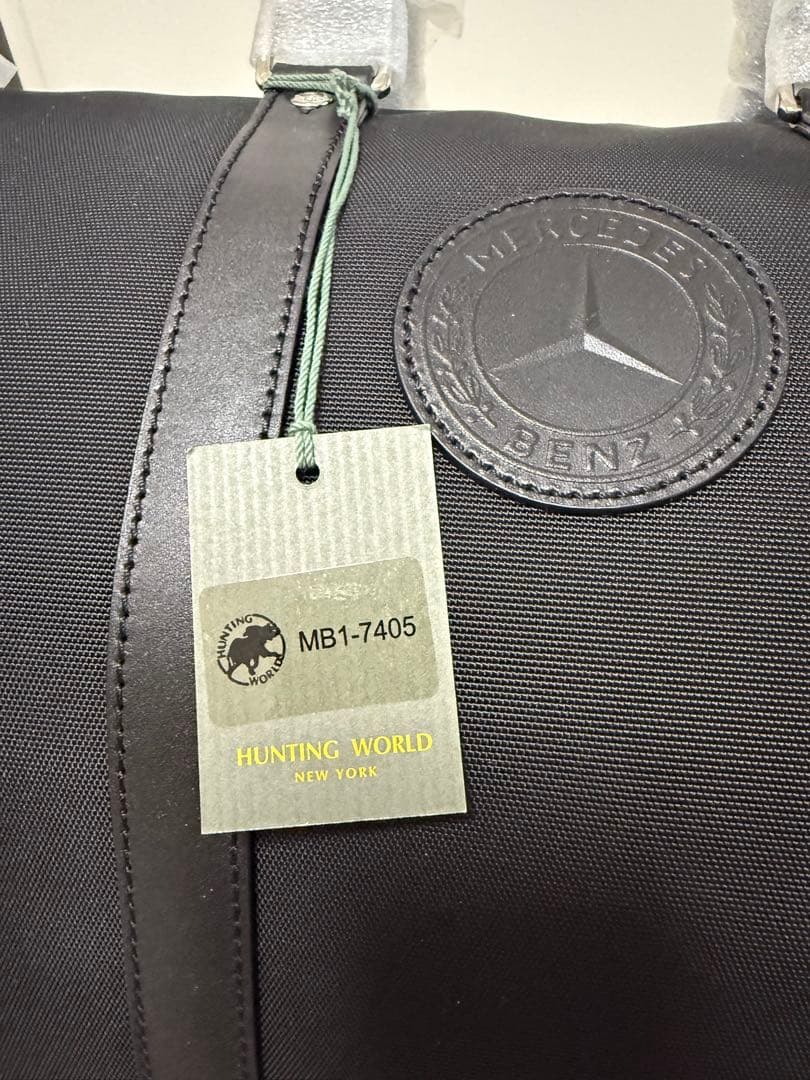 MERCEDES
BENZ
HUNTING
WORLD
MB1-7405
HUNTING WORLD
NEW YORK